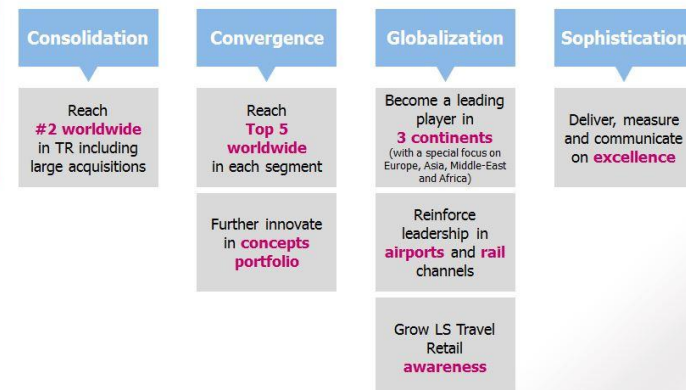 Consolidation
Reach
#2 worldwide
in TR including
large acquisitions
Convergence
Reach
Top 5
worldwide
in each segment
Further innovate
in concepts
portfolio
Globalization
Become a leading
player in
3 continents
(with a special focus on
Europe, Asia, Middle-East
and Africa)
Reinforce
leadership in
airports and rail
channels
Grow LS Travel
Retail
awareness
Sophistication
Deliver, measure
and communicate
on excellence